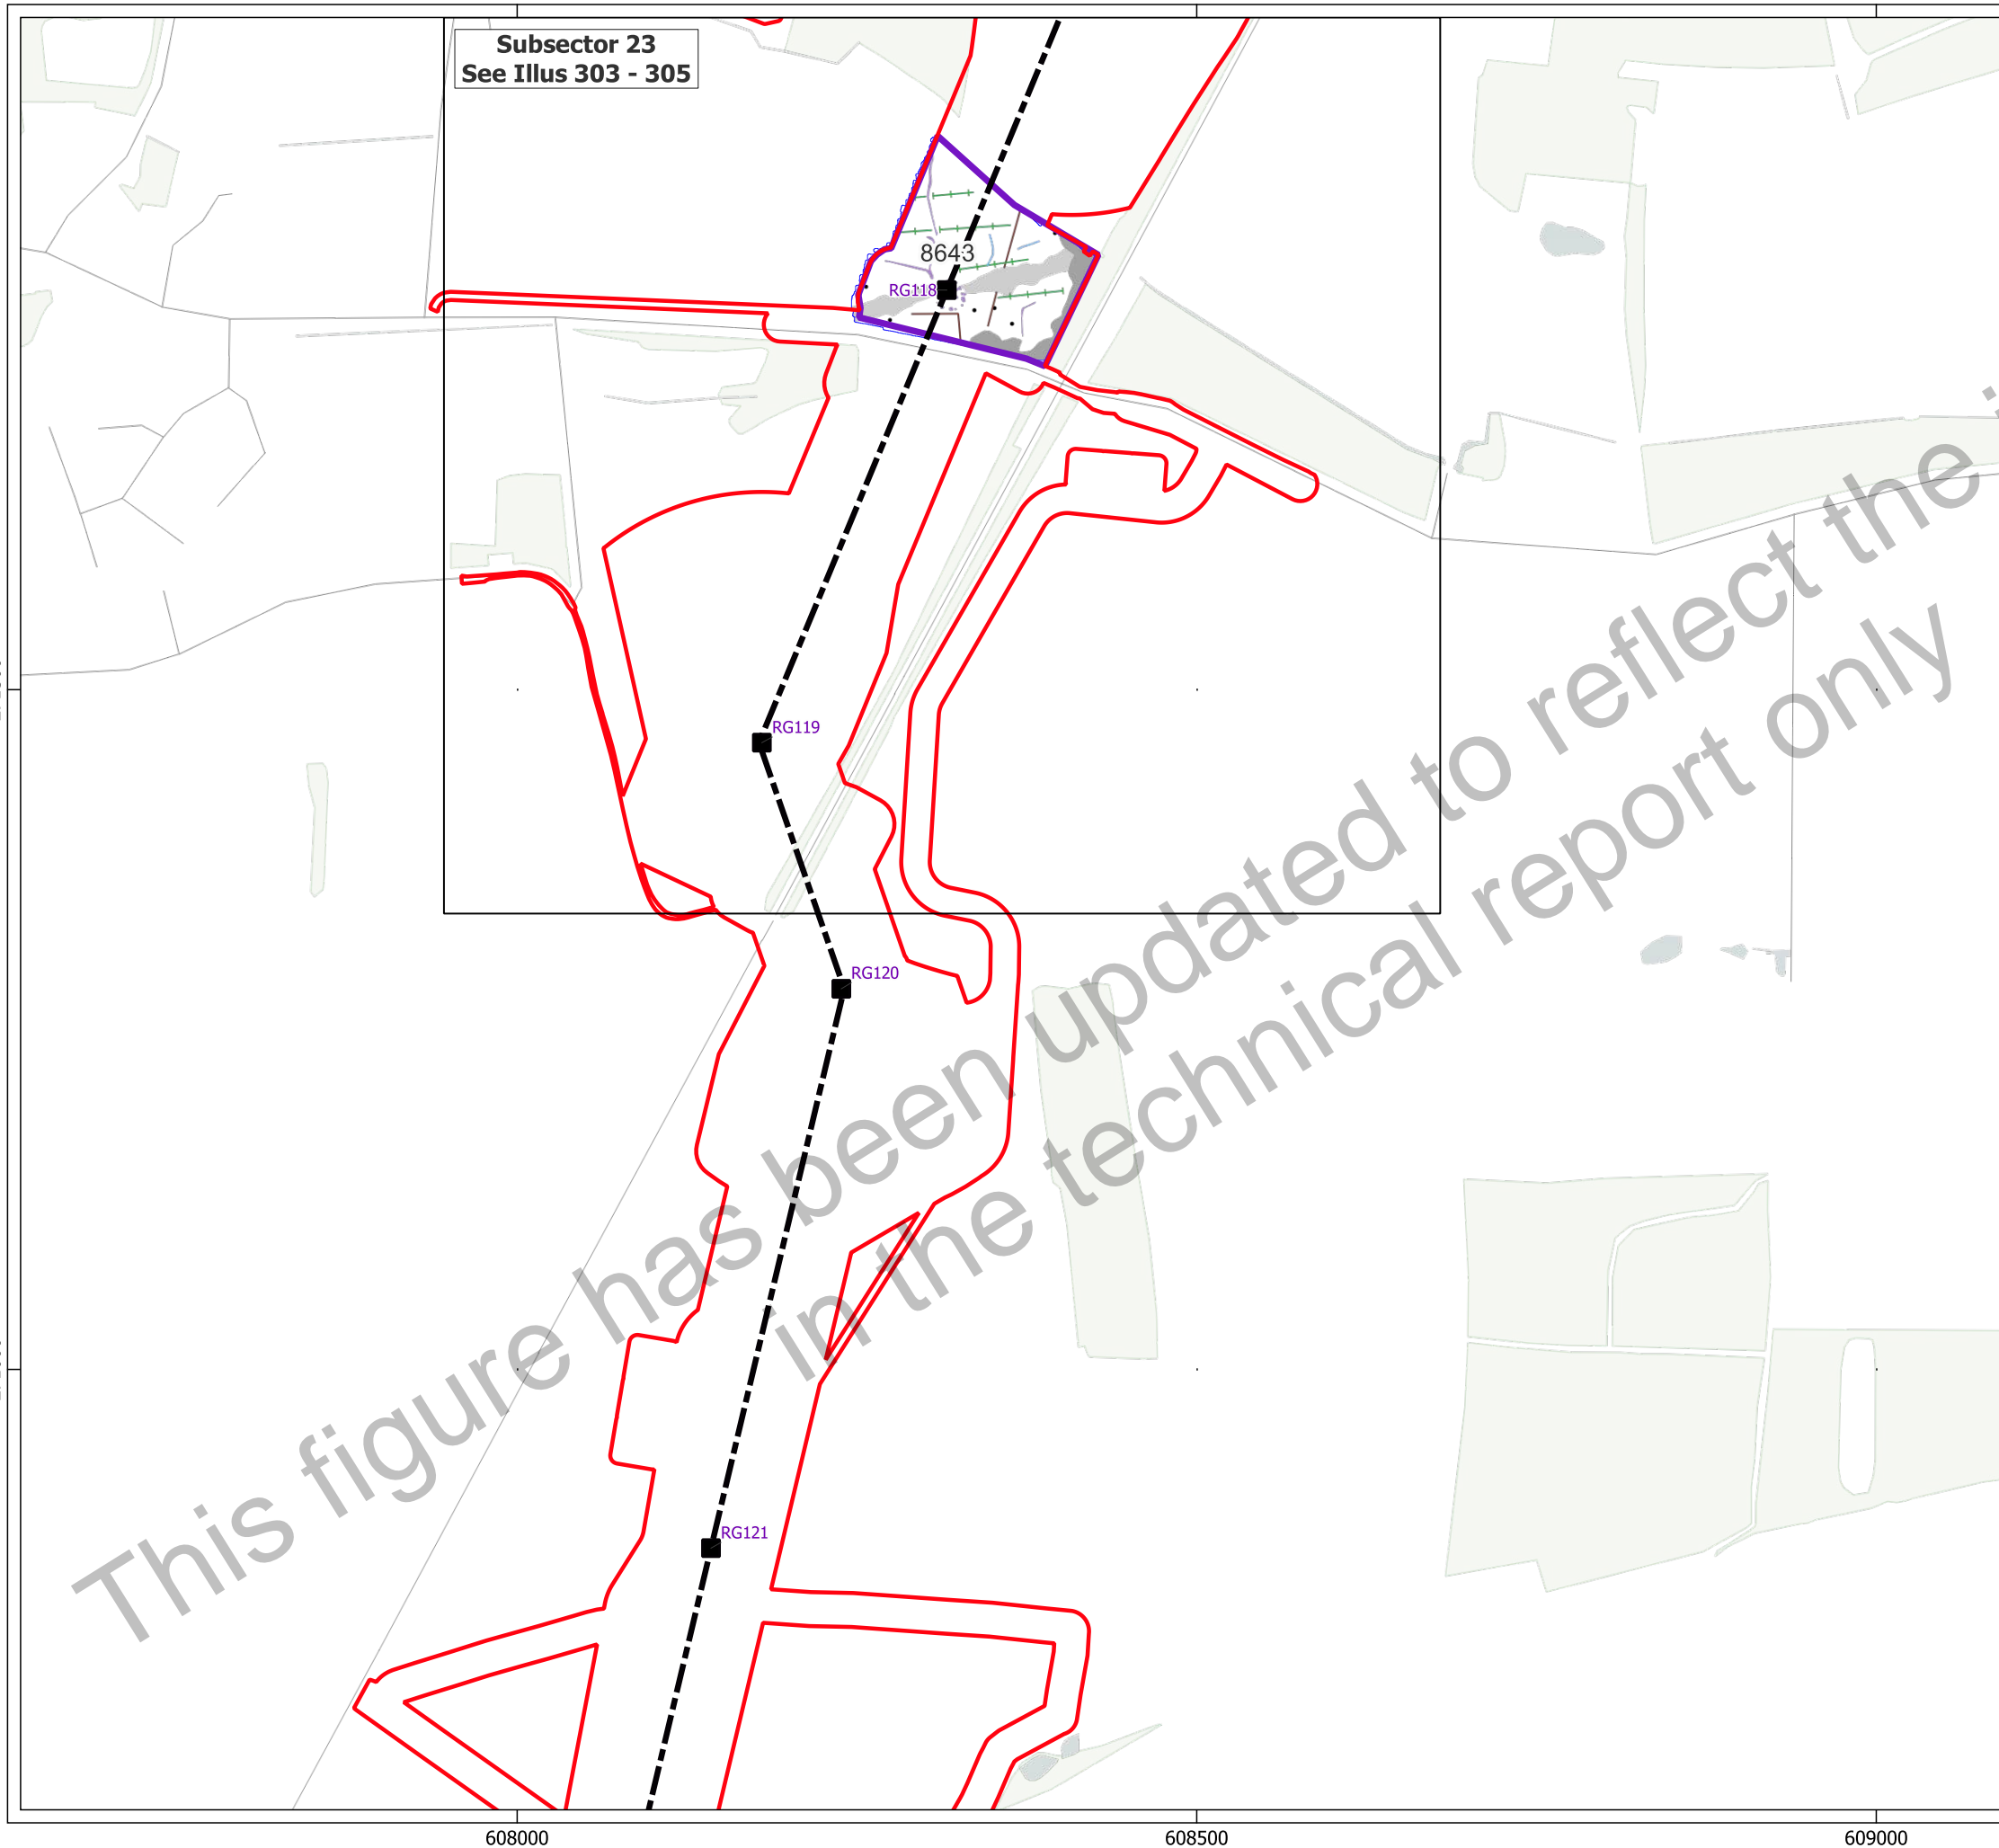 Subsector 23
See Illus 303 - 305
8643
RG118
RG119
RG120
RG121
This figure has been updated to reflect the
in the technical report only
608000
608500
609000